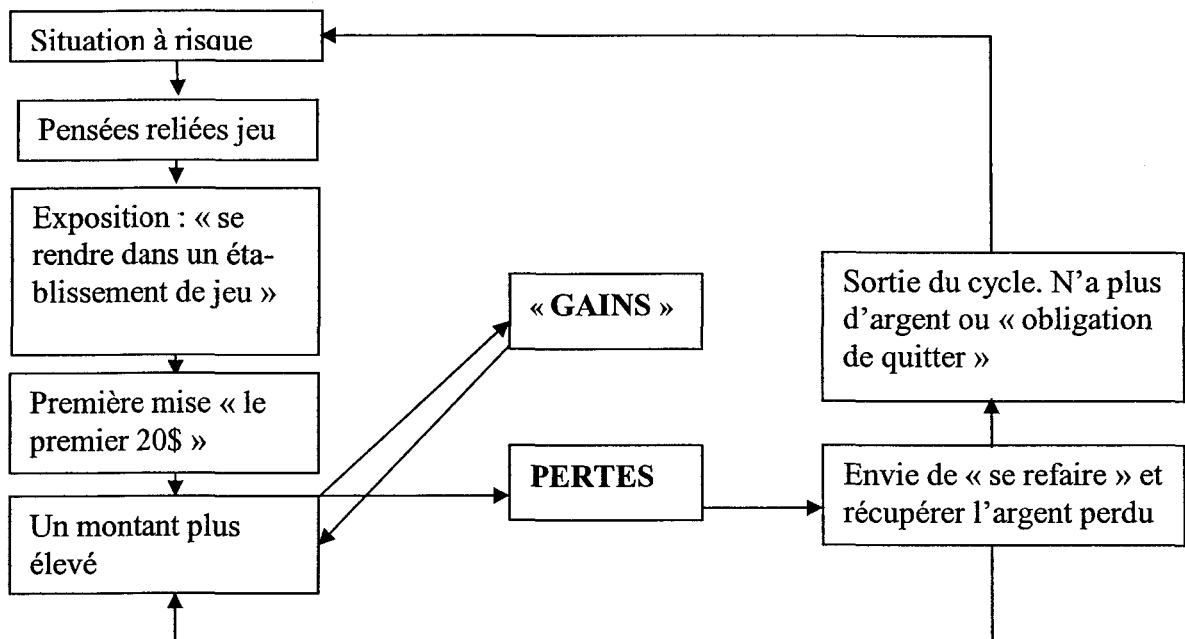 Situation à risque
Pensées reliées jeu
Exposition : « se
rendre dans un éta-
blissement de jeu »
Première mise « le
premier 20$ »
Un montant plus
élevé
« GAINS »
PERTES
Sortie du cycle. N’a plus
d’argent ou « obligation
de quitter »
Envie de « se refaire » et
récupérer l’argent perdu